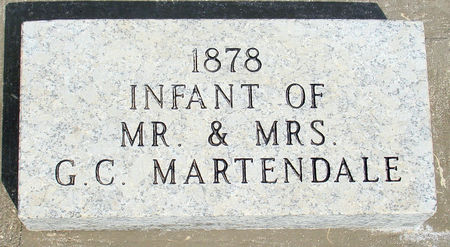 1878
INFANT OF
MR. & MRS.
G.C. MARTENDALE